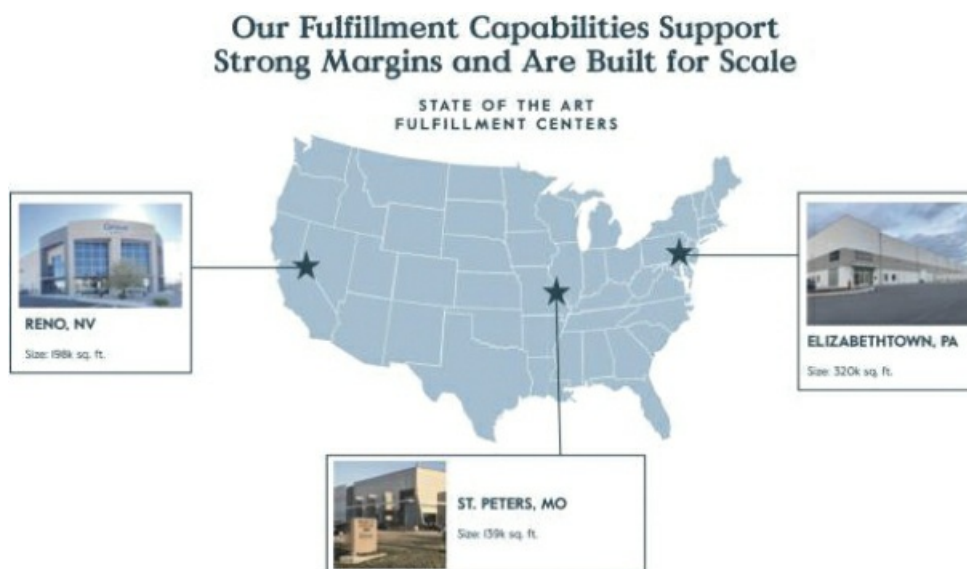 Our Fulfillment Capabilities Support
Strong Margins and Are Built for Scale
STATE OF THE ART
FULFILLMENT CENTERS
RENO, NV
Size: 198k sq. ft.
ELIZABETHTOWN, PA
Size: 320k sq. ft.
ST. PETERS, MO
Size: 139k sq. ft.